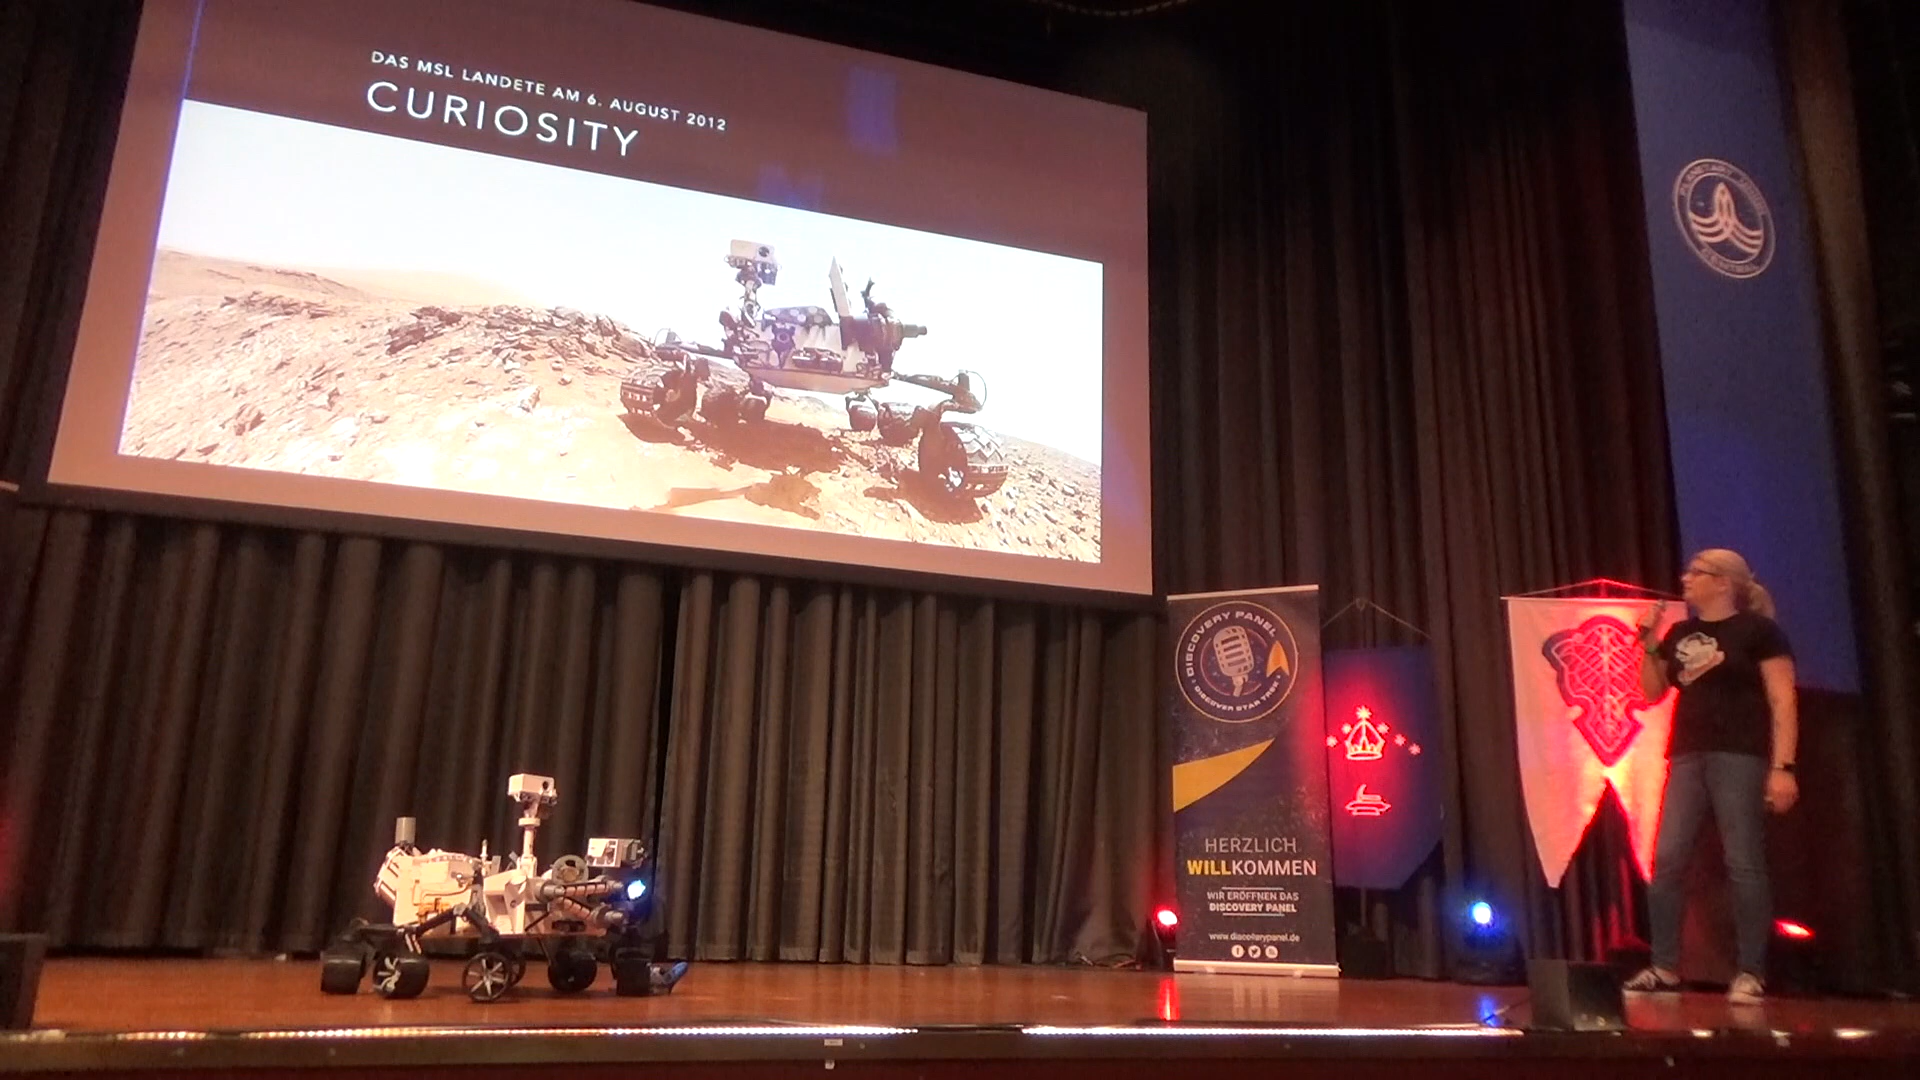 DAS MSL LANDETE AM 6. AUGUST 2012
CURIOSITY
DISCOVERY PANEL
DISCOVER STAR TREK
HERZLICH
WILLKOMMEN
WIR ERÖFFNEN DAS
DISCOVERY PANEL
www.discoverypanel.de